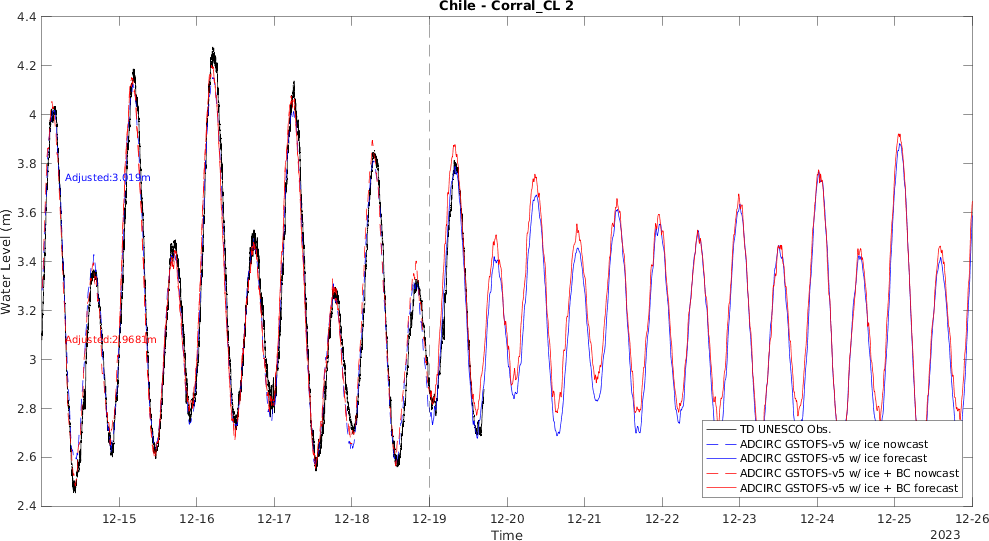 Chile - Corral_CL 2
4.4
4.2
4
3.8
3.6
3.4
3.2
3
2.8
2.6
2.4
Water Level (m)
Adjusted:3.019m
Adjusted:2.9681m
TD UNESCO Obs.
ADCIRC GSTOFS-v5 w/ ice nowcast
ADCIRC GSTOFS-v5 w/ ice forecast
ADCIRC GSTOFS-v5 w/ ice + BC nowcast
ADCIRC GSTOFS-v5 w/ ice + BC forecast
12-15 12-16 12-17 12-18 12-19 12-20 12-21 12-22 12-23 12-24 12-25 12-26
Time
2023